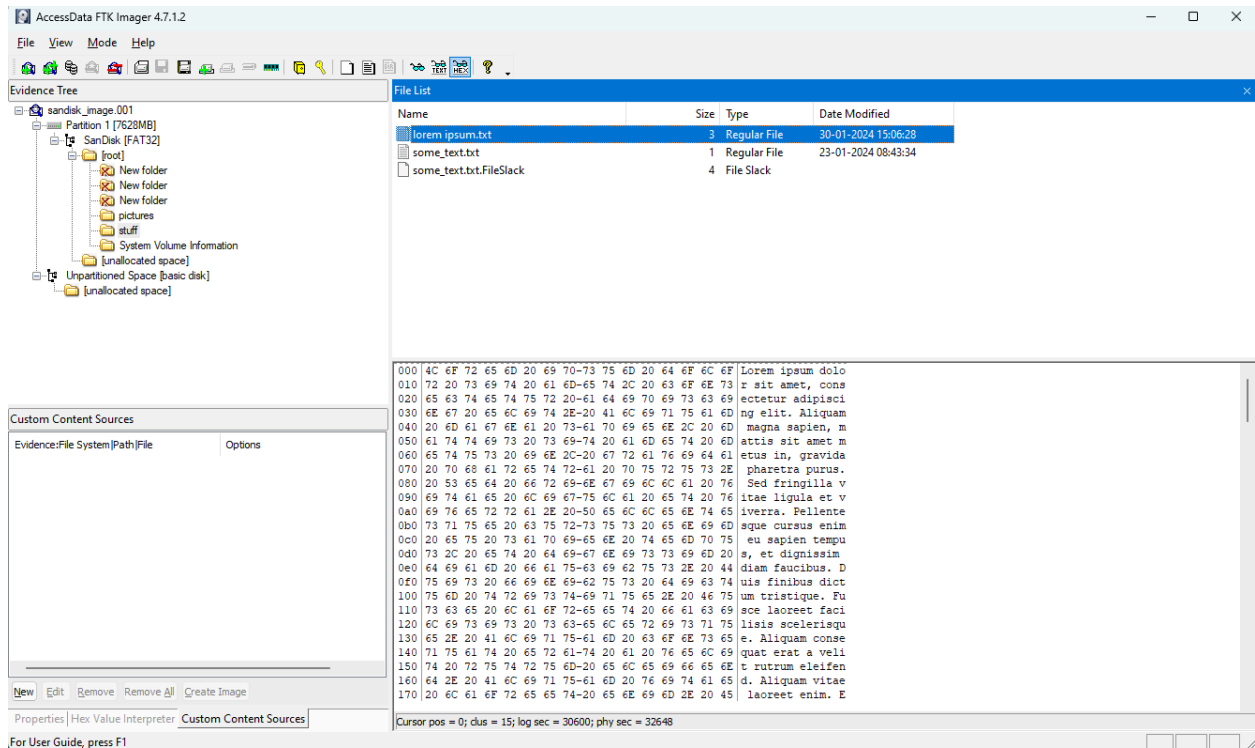 AccessData FTK Imager 4.7.1.2
File View Mode Help
Evidence Tree
sandisk_image.001
Partition 1 [7628MB]
SanDisk [FAT32]
[root]
New folder
New folder
New folder
pictures
stuff
System Volume Information
[unallocated space]
Unpartitioned Space [basic disk]
[unallocated space]
File List
Name Size Type Date Modified
lorem ipsum.txt 3 Regular File 30-01-2024 15:06:28
some_text.txt 1 Regular File 23-01-2024 08:43:34
some_text.txt.FileSlack 4 File Slack
Custom Content Sources
Evidence:File System|Path|File Options
New Edit Remove Remove All Create Image
Properties Hex Value Interpreter Custom Content Sources
000 4C 6F 72 65 6D 20 69 70-73 75 6D 20 64 6F 6C 6F Lorem ipsum dolo
010 72 20 73 69 74 20 61 6D-65 74 2C 20 63 6F 6E 73 r sit amet, cons
020 65 63 74 65 74 75 72 20-61 64 69 70 69 73 63 69 ectetur adipisci
030 6E 67 20 65 6C 69 74 2E-20 41 6C 69 71 75 61 6D ng elit. Aliquam
040 20 6D 61 67 6E 61 20 73-61 70 69 65 6E 2C 20 6D magna sapien, m
050 61 74 74 69 73 20 73 69-74 20 61 6D 65 74 20 6D attis sit amet m
060 65 74 75 73 20 69 6E 2C-20 67 72 61 76 69 64 61 etus in, gravida
070 20 70 68 61 72 65 74 72-61 20 70 75 72 75 73 2E pharetra purus.
080 20 53 65 64 20 66 72 69-6E 67 69 6C 6C 61 20 76 Sed fringilla v
090 69 74 61 65 20 6C 69 67-75 6C 61 20 65 74 20 76 itae ligula et v
0a0 69 76 65 72 72 61 2E 20-50 65 6C 6C 65 6E 74 65 iverra. Pellente
0b0 73 71 75 65 20 63 75 72-73 75 73 20 65 6E 69 6D sque cursus enim
0c0 20 65 75 20 73 61 70 69-65 6E 20 74 65 6D 70 75 eu sapien tempu
0d0 73 2C 20 65 74 20 64 69-67 6E 69 73 73 69 6D 20 s, et dignissim
0e0 64 69 61 6D 20 66 61 75-63 69 62 75 73 2E 20 44 diam faucibus. D
0f0 75 69 73 20 66 69 6E 69-62 75 73 20 64 69 63 74 uis finibus dict
100 75 6D 20 74 72 69 73 74-69 71 75 65 2E 20 46 75 um tristique. Fu
110 73 63 65 20 6C 61 6F 72-65 65 74 20 66 61 63 69 sce laoreet faci
120 6C 69 73 69 73 20 73 63-65 6C 65 72 69 73 71 75 lisis scelerisqu
130 65 2E 20 41 6C 69 71 75-61 6D 20 63 6F 6E 73 65 e. Aliquam conse
140 71 75 61 74 20 65 72 61-74 20 61 20 76 65 6C 69 quat erat a veli
150 74 20 72 75 74 72 75 6D-20 65 6C 65 69 66 65 6E t rutrum eleifen
160 64 2E 20 41 6C 69 71 75-61 6D 20 76 69 74 61 65 d. Aliquam vitae
170 20 6C 61 6F 72 65 65 74-20 65 6E 69 6D 2E 20 45 laoreet enim. E
Cursor pos = 0; clus = 15; log sec = 30600; phy sec = 32648
For User Guide, press F1